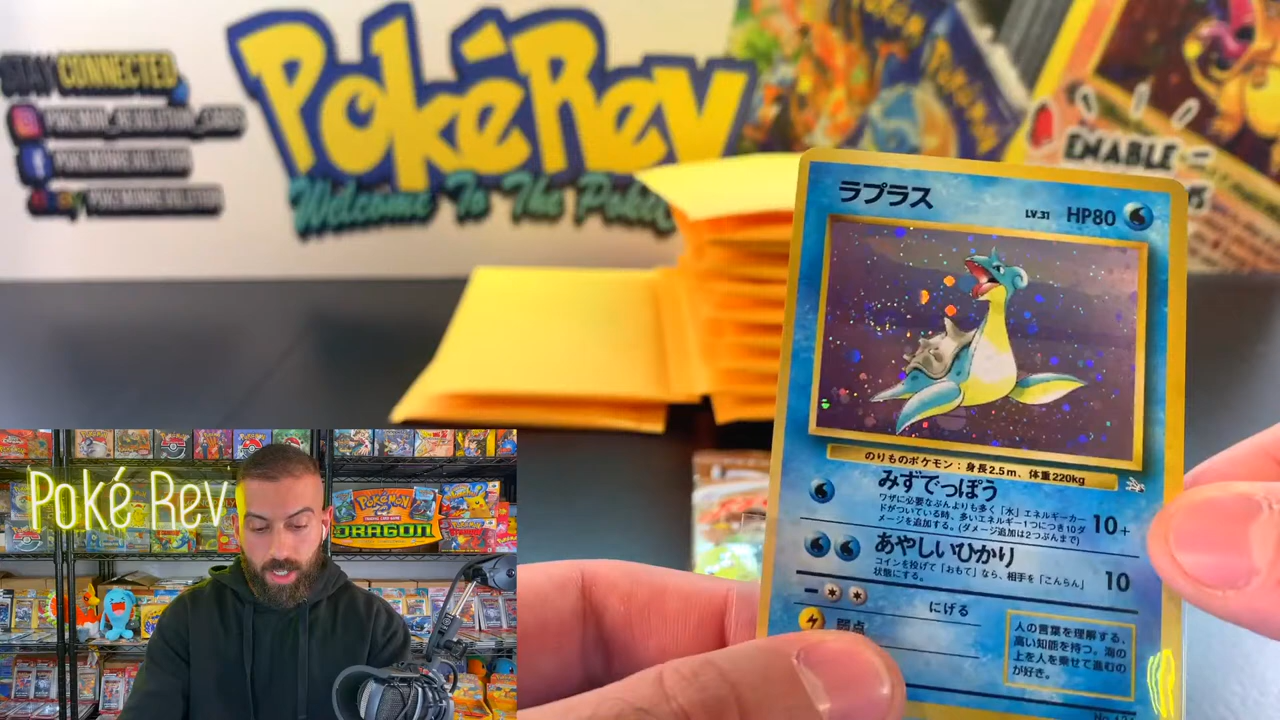 STAY CONNECTED
POKEMON_REVOLUTION_CARDS
POKEMONREVOLUTION
PokéRev
Welcome To The Poké
Pokémon
Pokémon
ENABLE
ラプラス
LV.31 HP80
のりものポケモン：身長2.5m、体重220kg
みずでっぽう
ワザに必要なぶんよりも多く「水」エネルギーカー
ドがついている時、多いエネルギー1つにつき10ダ
メージを追加する。（ダメージ追加は2つぶんまで）
10+
あやしいひかり
コインを投げて「おもて」なら、相手を「こんらん」
状態にする。
10
にげる
弱点
人の言葉を理解する、
高い知能を持つ。海の
上を人を乗せて進むの
が好き。
Poké Rev
POKÉMON
DRAGON